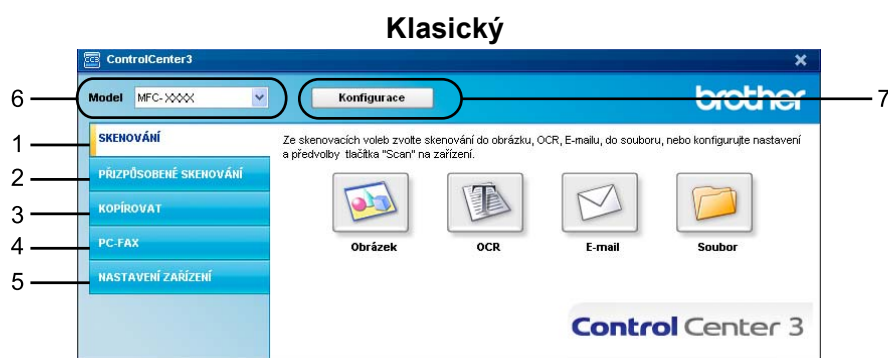 Klasický
ControlCenter3
6
Model
MFC-XXXX
Konfigurace
brother
7
1
SKENOVÁNÍ
Ze skenovacích voleb zvolte skenování do obrázku, OCR, E-mailu, do souboru, nebo konfigurujte nastavení
a předvolby tlačítka "Scan" na zařízení.
2
PŘIZPŮSOBENÉ SKENOVÁNÍ
3
KOPÍROVAT
4
PC-FAX
Obrázek
OCR
E-mail
Soubor
5
NASTAVENÍ ZAŘÍZENÍ
Control Center 3